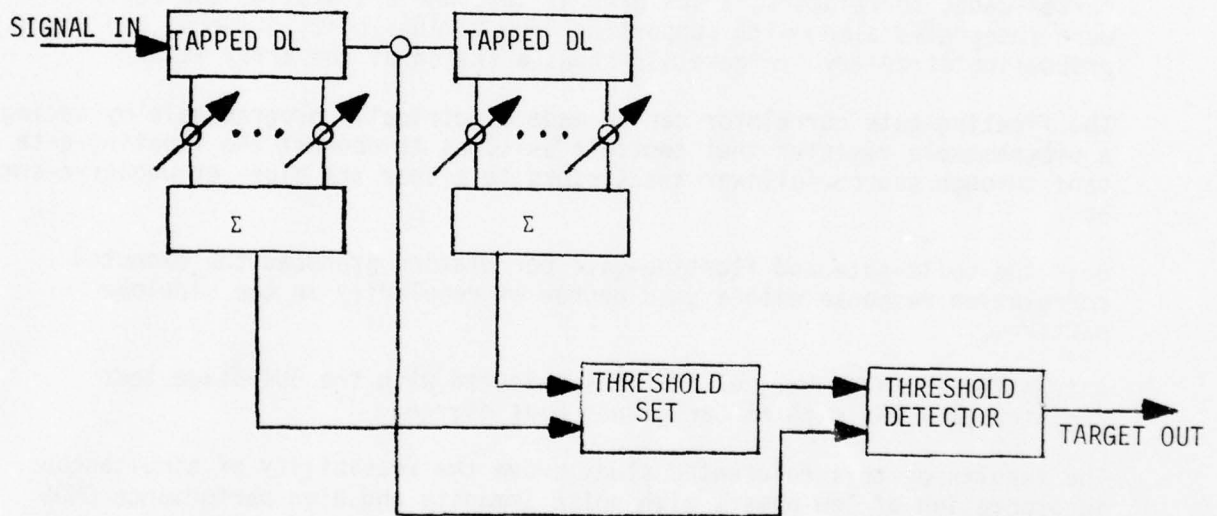 SIGNAL IN
TAPPED DL
TAPPED DL
Σ
Σ
THRESHOLD
SET
THRESHOLD
DETECTOR
TARGET OUT